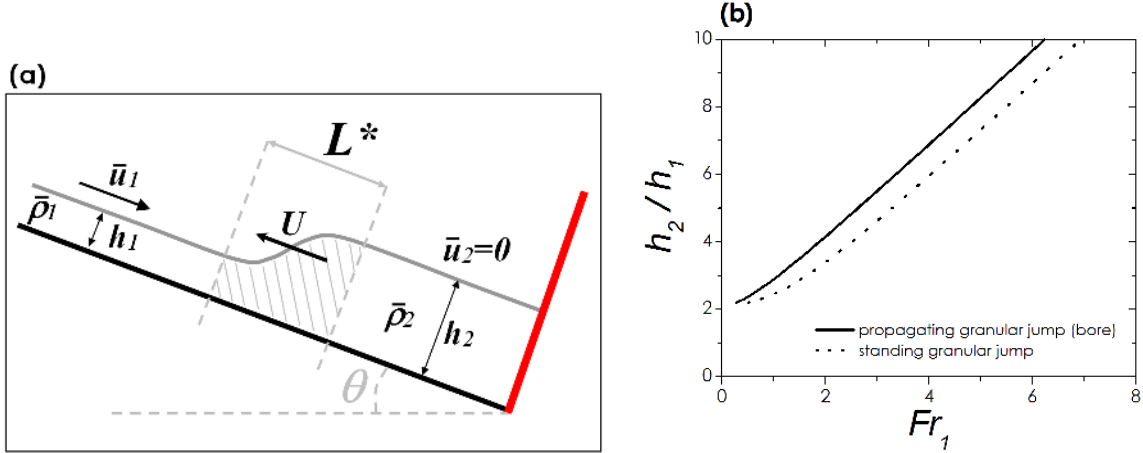 (a)
L*
ū₁
ρ̄₁
h₁
U
ū₂=0
ρ̄₂
h₂
θ
(b)
10
8
6
4
2
0
h₂ / h₁
propagating granular jump (bore)
standing granular jump
0 2 4 6 8
Fr₁